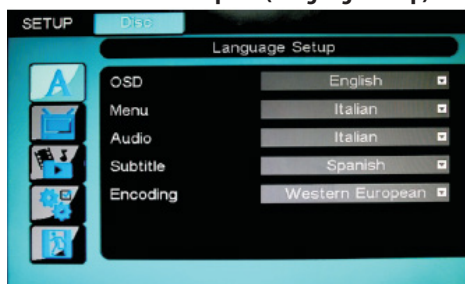 SETUP Disc
Language Setup
OSD English
Menu Italian
Audio Italian
Subtitle Spanish
Encoding Western European
A